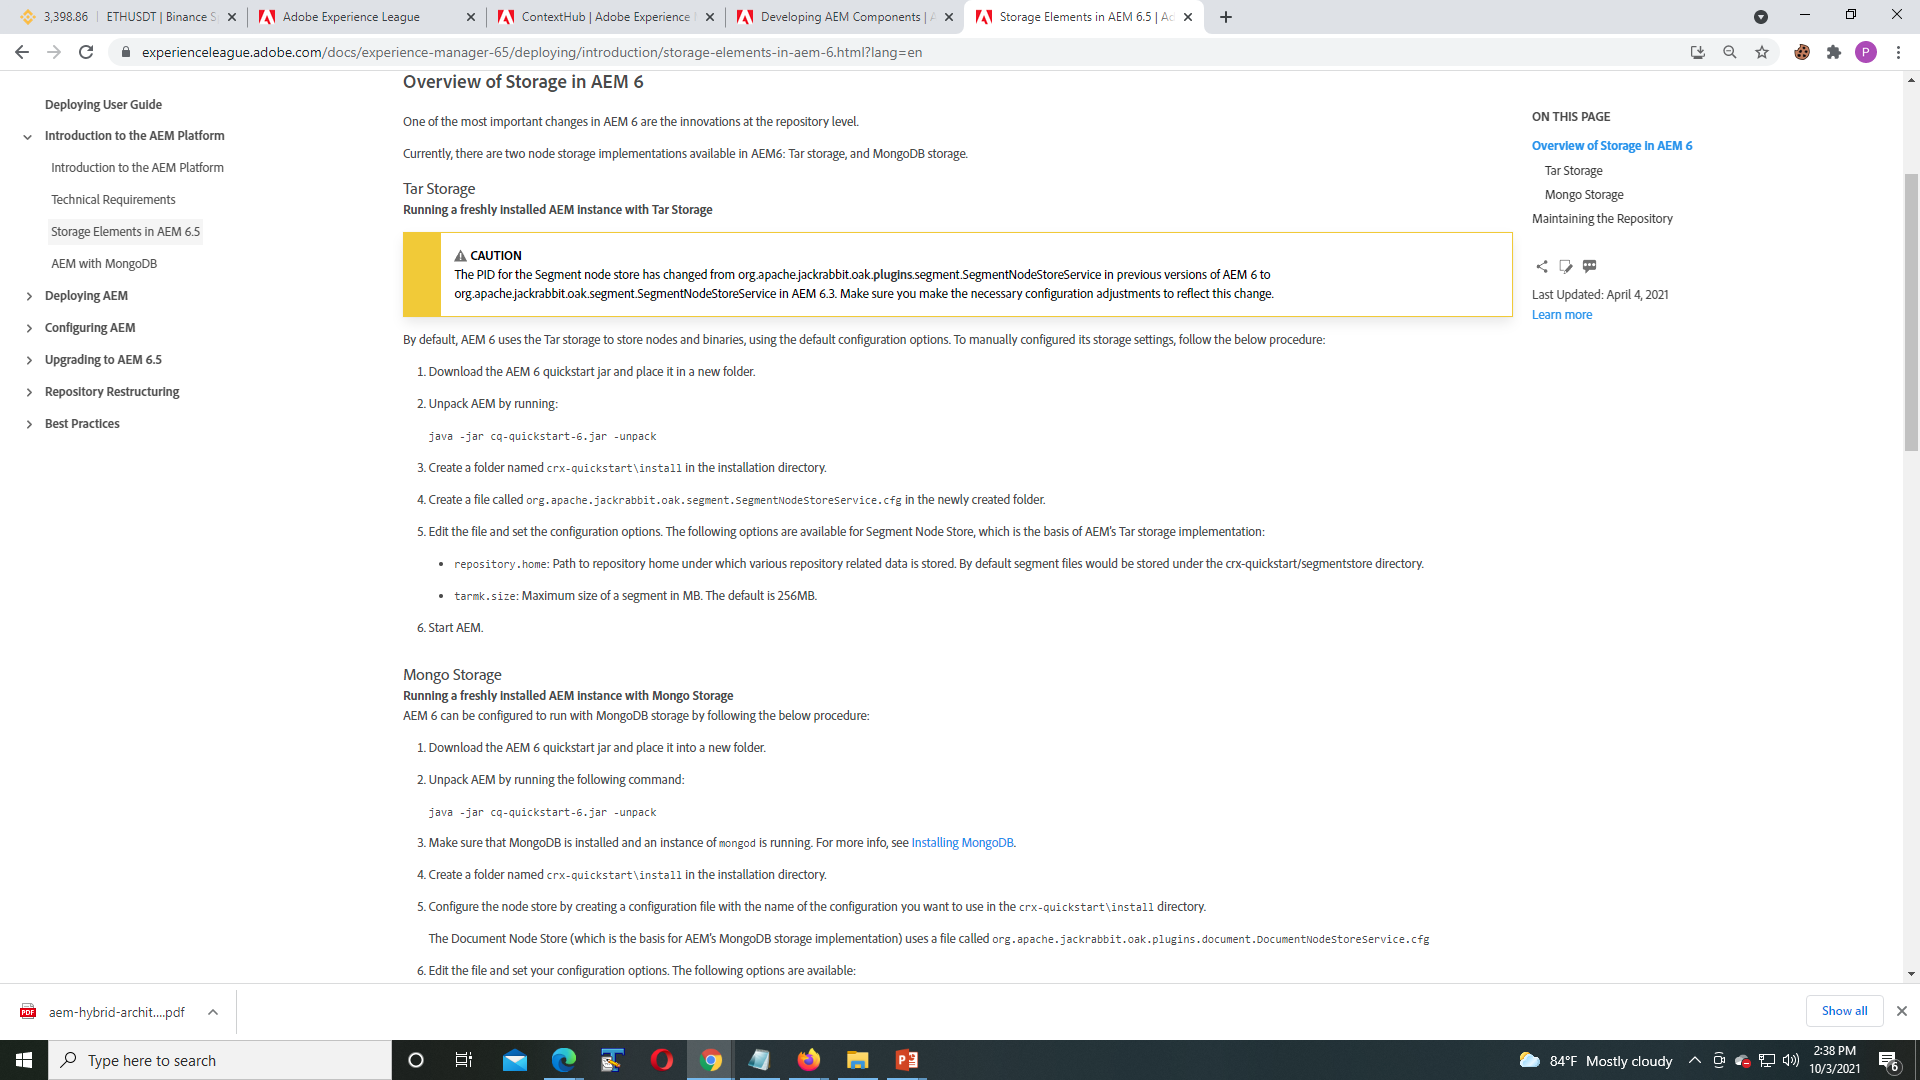 3,398.86 ETHUSDT | Binance S
Adobe Experience League
ContextHub | Adobe Experience
Developing AEM Components |
Storage Elements in AEM 6.5 | Ad
experienceleague.adobe.com/docs/experience-manager-65/deploying/introduction/storage-elements-in-aem-6.html?lang=en
P
Deploying User Guide
Introduction to the AEM Platform
Introduction to the AEM Platform
Technical Requirements
Storage Elements in AEM 6.5
AEM with MongoDB
Deploying AEM
Configuring AEM
Upgrading to AEM 6.5
Repository Restructuring
Best Practices
Overview of Storage in AEM 6
One of the most important changes in AEM 6 are the innovations at the repository level.
Currently, there are two node storage implementations available in AEM6: Tar storage, and MongoDB storage.
Tar Storage
Running a freshly installed AEM instance with Tar Storage
CAUTION
The PID for the Segment node store has changed from org.apache.jackrabbit.oak.plugins.segment.SegmentNodeStoreService in previous versions of AEM 6 to
org.apache.jackrabbit.oak.segment.SegmentNodeStoreService in AEM 6.3. Make sure you make the necessary configuration adjustments to reflect this change.
By default, AEM 6 uses the Tar storage to store nodes and binaries, using the default configuration options. To manually configured its storage settings, follow the below procedure:
1. Download the AEM 6 quickstart jar and place it in a new folder.
2. Unpack AEM by running:
java -jar cq-quickstart-6.jar -unpack
3. Create a folder named crx-quickstart\install in the installation directory.
4. Create a file called org.apache.jackrabbit.oak.segment.SegmentNodeStoreService.cfg in the newly created folder.
5. Edit the file and set the configuration options. The following options are available for Segment Node Store, which is the basis of AEM's Tar storage implementation:
• repository.home: Path to repository home under which various repository related data is stored. By default segment files would be stored under the crx-quickstart/segmentstore directory.
• tarmk.size: Maximum size of a segment in MB. The default is 256MB.
6. Start AEM.
Mongo Storage
Running a freshly installed AEM instance with Mongo Storage
AEM 6 can be configured to run with MongoDB storage by following the below procedure:
1. Download the AEM 6 quickstart jar and place it into a new folder.
2. Unpack AEM by running the following command:
java -jar cq-quickstart-6.jar -unpack
3. Make sure that MongoDB is installed and an instance of mongod is running. For more info, see Installing MongoDB.
4. Create a folder named crx-quickstart\install in the installation directory.
5. Configure the node store by creating a configuration file with the name of the configuration you want to use in the crx-quickstart\install directory.
The Document Node Store (which is the basis for AEM's MongoDB storage implementation) uses a file called org.apache.jackrabbit.oak.plugins.document.DocumentNodeStoreService.cfg
6. Edit the file and set your configuration options. The following options are available:
ON THIS PAGE
Overview of Storage in AEM 6
Tar Storage
Mongo Storage
Maintaining the Repository
Last Updated: April 4, 2021
Learn more
PDF
aem-hybrid-archit....pdf
Show all
Type here to search
84°F Mostly cloudy
2:38 PM
10/3/2021
6